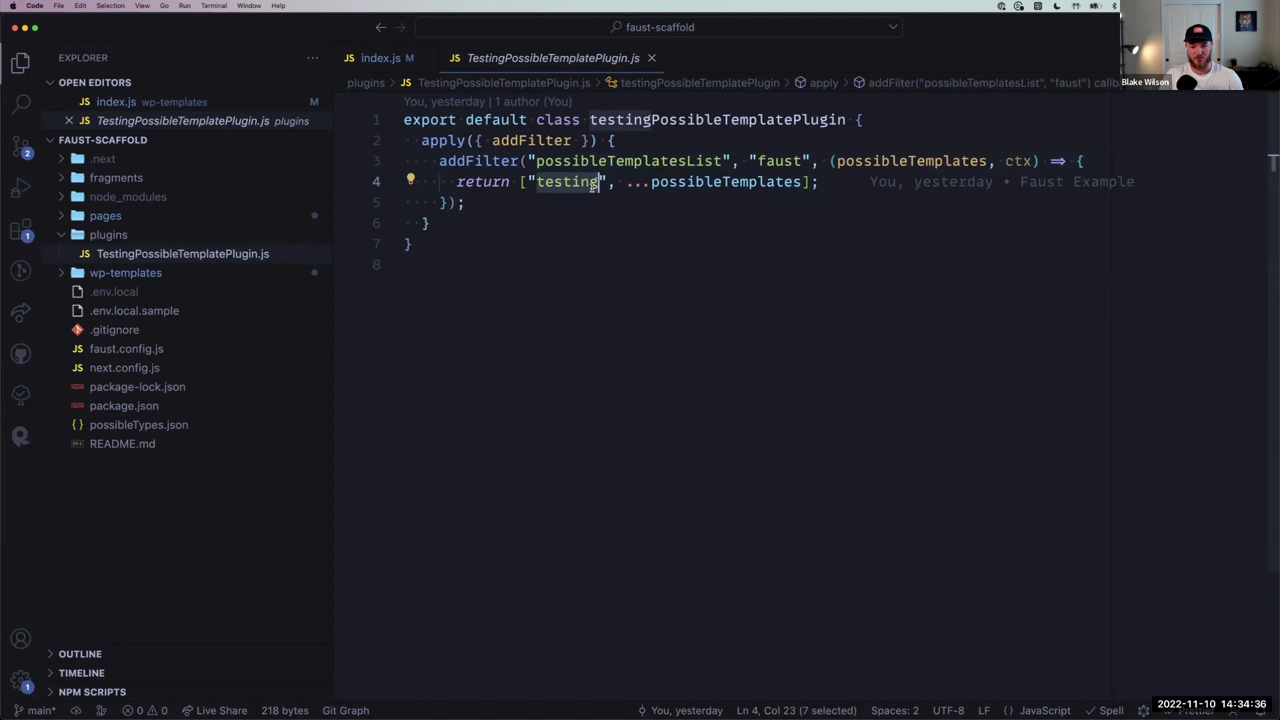 Code File Edit Selection View Go Run Terminal Window Help
faust-scaffold
EXPLORER
OPEN EDITORS
index.js wp-templates M
TestingPossibleTemplatePlugin.js plugins
FAUST-SCAFFOLD
.next
fragments
node_modules
pages
plugins
TestingPossibleTemplatePlugin.js
wp-templates
.env.local
.env.local.sample
.gitignore
faust.config.js
next.config.js
package-lock.json
package.json
possibleTypes.json
README.md
OUTLINE
TIMELINE
NPM SCRIPTS
2
1
1
JS index.js M
JS TestingPossibleTemplatePlugin.js
plugins > JS TestingPossibleTemplatePlugin.js > testingPossibleTemplatePlugin > apply > addFilter("possibleTemplatesList", "faust") callb
You, yesterday | 1 author (You)
1 export default class testingPossibleTemplatePlugin {
2 apply({ addFilter }) {
3 addFilter("possibleTemplatesList", "faust", (possibleTemplates, ctx) => {
4 return ["testing", ...possibleTemplates]; You, yesterday • Faust Example
5 });
6 }
7 }
8
Blake Wilson
main* 0 0 Live Share 218 bytes Git Graph
You, yesterday Ln 4, Col 23 (7 selected) Spaces: 2 UTF-8 LF {} JavaScript Spell
2022-11-10 14:34:36